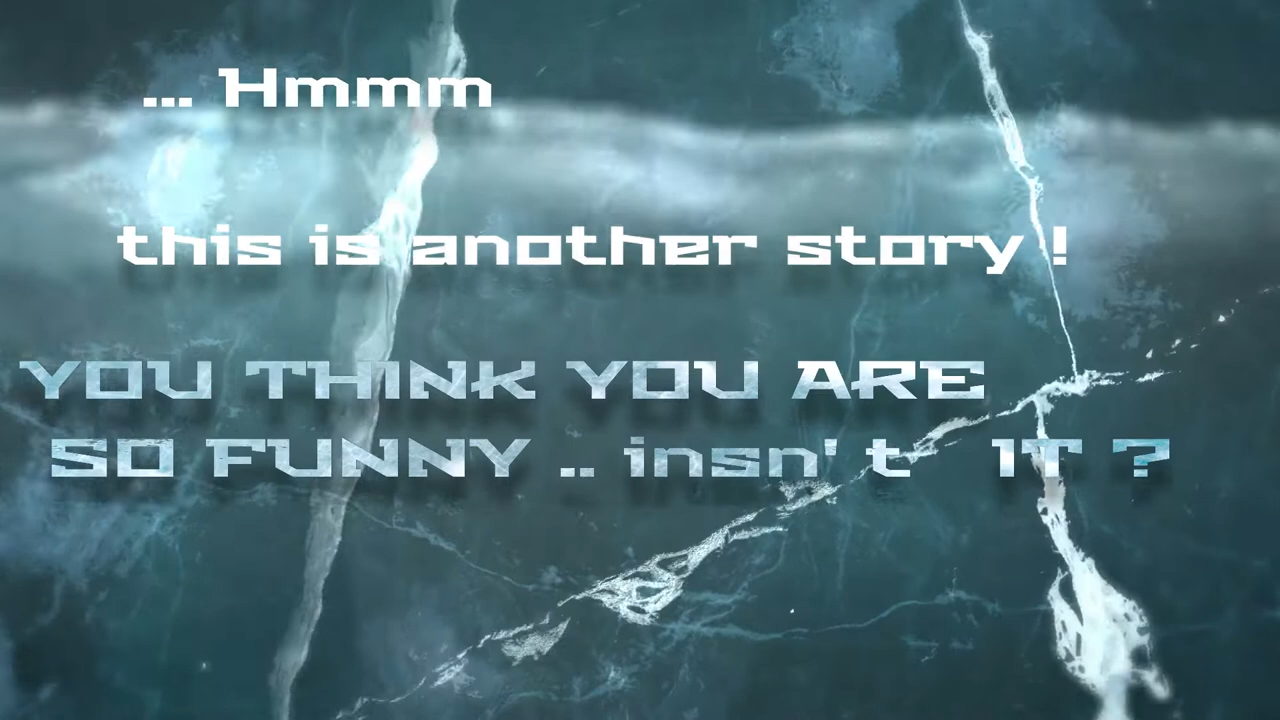 ... Hmmm
this is another story !
YOU THINK YOU ARE
SO FUNNY .. insn't IT ?